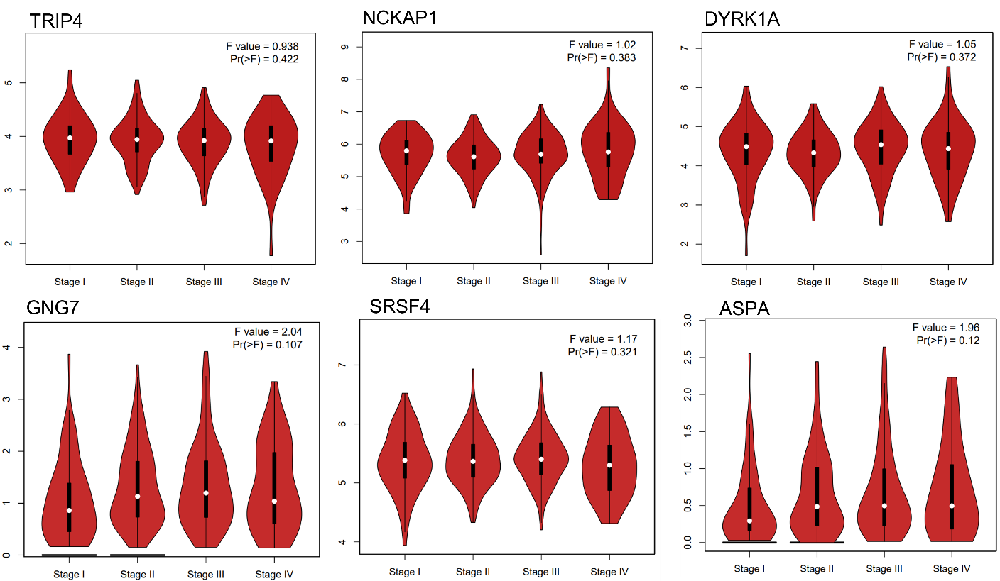 TRIP4
F value = 0.938
Pr(>F) = 0.422
5
4
3
2
Stage I Stage II Stage III Stage IV
NCKAP1
F value = 1.02
Pr(>F) = 0.383
9
8
7
6
5
4
3
Stage I Stage II Stage III Stage IV
DYRK1A
F value = 1.05
Pr(>F) = 0.372
7
6
5
4
3
2
Stage I Stage II Stage III Stage IV
GNG7
F value = 2.04
Pr(>F) = 0.107
4
3
2
1
0
Stage I Stage II Stage III Stage IV
SRSF4
F value = 1.17
Pr(>F) = 0.321
7
6
5
4
Stage I Stage II Stage III Stage IV
ASPA
F value = 1.96
Pr(>F) = 0.12
3.0
2.5
2.0
1.5
1.0
0.5
0.0
Stage I Stage II Stage III Stage IV